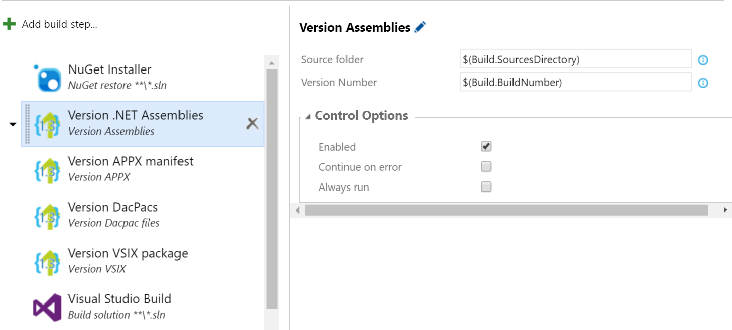 Add build step...
NuGet Installer
NuGet restore **\*.sln
Version .NET Assemblies
Version Assemblies
Version APPX manifest
Version APPX
Version DacPacs
Version Dacpac files
Version VSIX package
Version VSIX
Visual Studio Build
Build solution **\*.sln
Version Assemblies
Source folder
$(Build.SourcesDirectory)
Version Number
$(Build.BuildNumber)
Control Options
Enabled
Continue on error
Always run